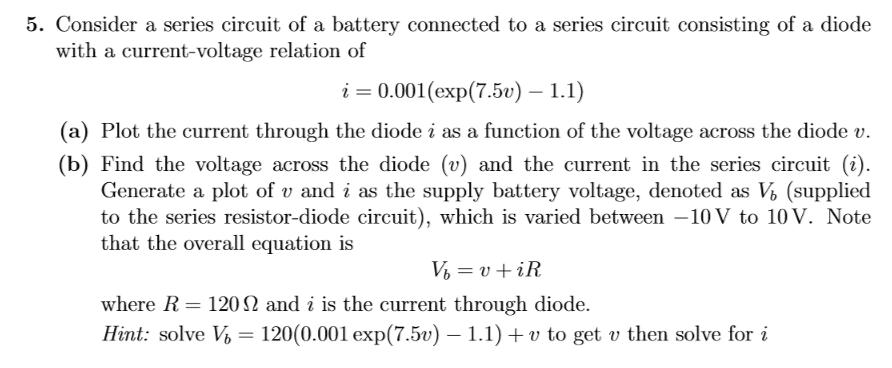 5. Consider a series circuit of a battery connected to a series circuit consisting of a diode
with a current-voltage relation of
i = 0.001(exp(7.5v) − 1.1)
(a) Plot the current through the diode i as a function of the voltage across the diode v.
(b) Find the voltage across the diode (v) and the current in the series circuit (i).
Generate a plot of v and i as the supply battery voltage, denoted as V_b (supplied
to the series resistor-diode circuit), which is varied between −10 V to 10 V. Note
that the overall equation is
V_b = v + iR
where R = 120 Ω and i is the current through diode.
Hint: solve V_b = 120(0.001 exp(7.5v) − 1.1) + v to get v then solve for i